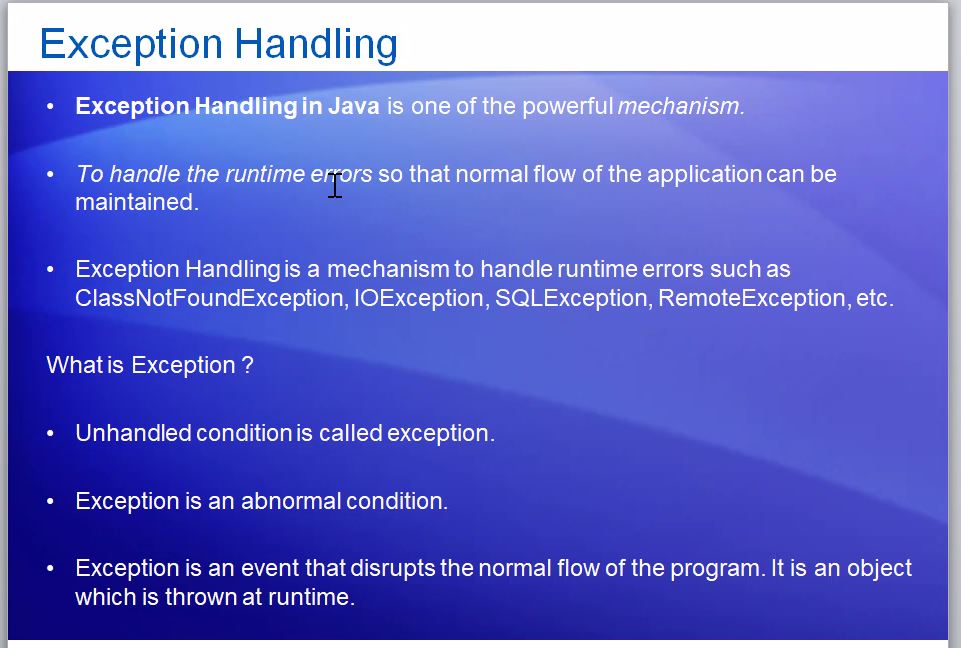 Exception Handling
• Exception Handling in Java is one of the powerful mechanism.
• To handle the runtime errors so that normal flow of the application can be
maintained.
• Exception Handling is a mechanism to handle runtime errors such as
ClassNotFoundException, IOException, SQLException, RemoteException, etc.
What is Exception ?
• Unhandled condition is called exception.
• Exception is an abnormal condition.
• Exception is an event that disrupts the normal flow of the program. It is an object
which is thrown at runtime.